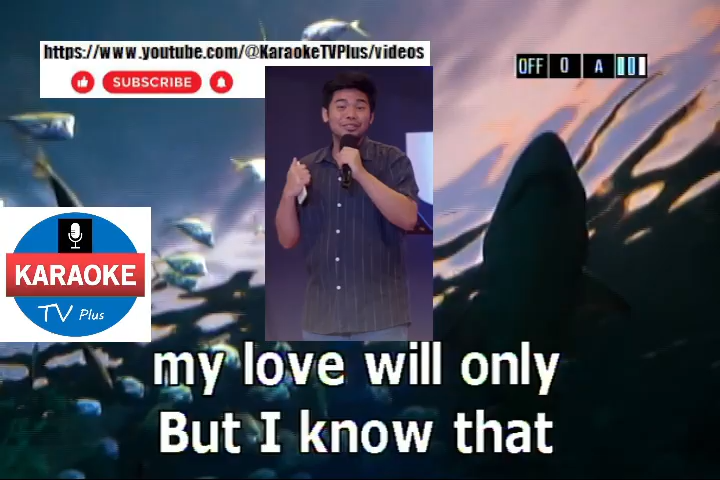 https://www.youtube.com/@KaraokeTVPlus/videos
SUBSCRIBE
OFF 0 A
KARAOKE
TV Plus
my love will only
But I know that